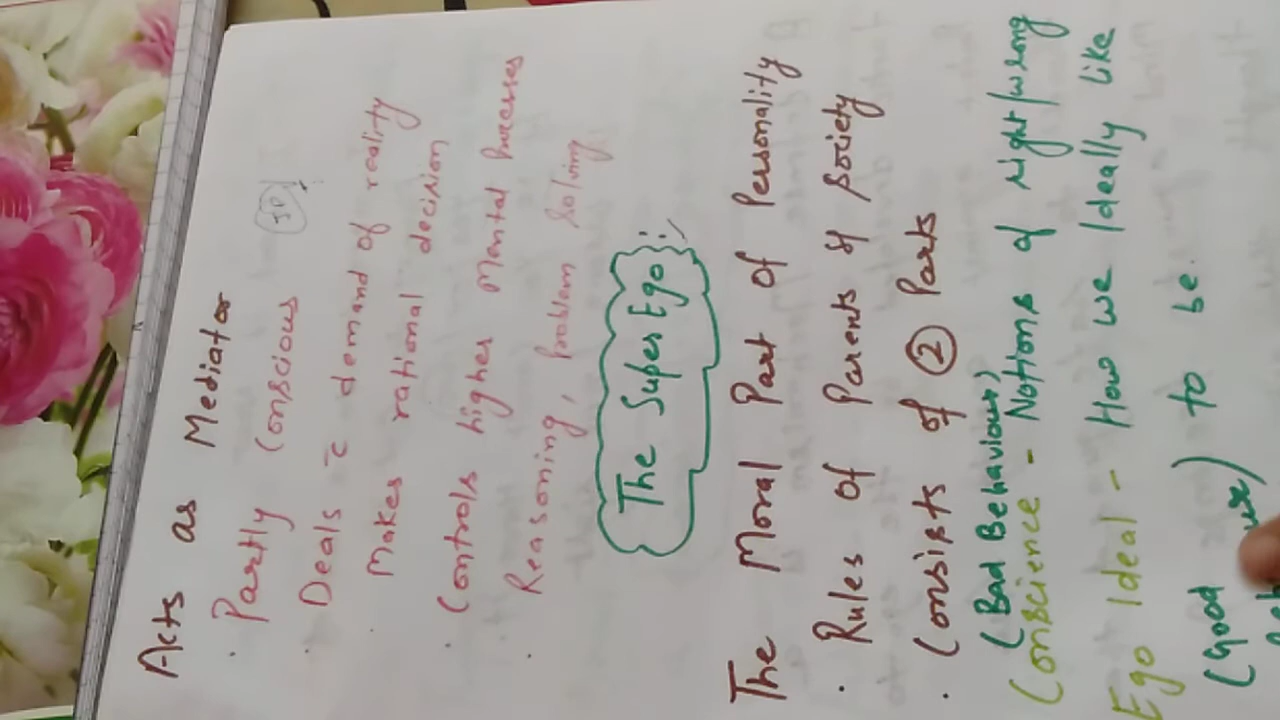 Acts as Mediator
· Partly Conscious
· Deals c̄ demand of reality
Makes rational decision
· Controls higher Mental Processes
· Reasoning, problem solving
The Super Ego
The Moral Part of Personality
· Rules of Parents & Society
· Consists of 2 Parts
(Bad Behaviour)
Conscience - Notions of right/wrong
Ego Ideal - How we Ideally like
to be.
(Good